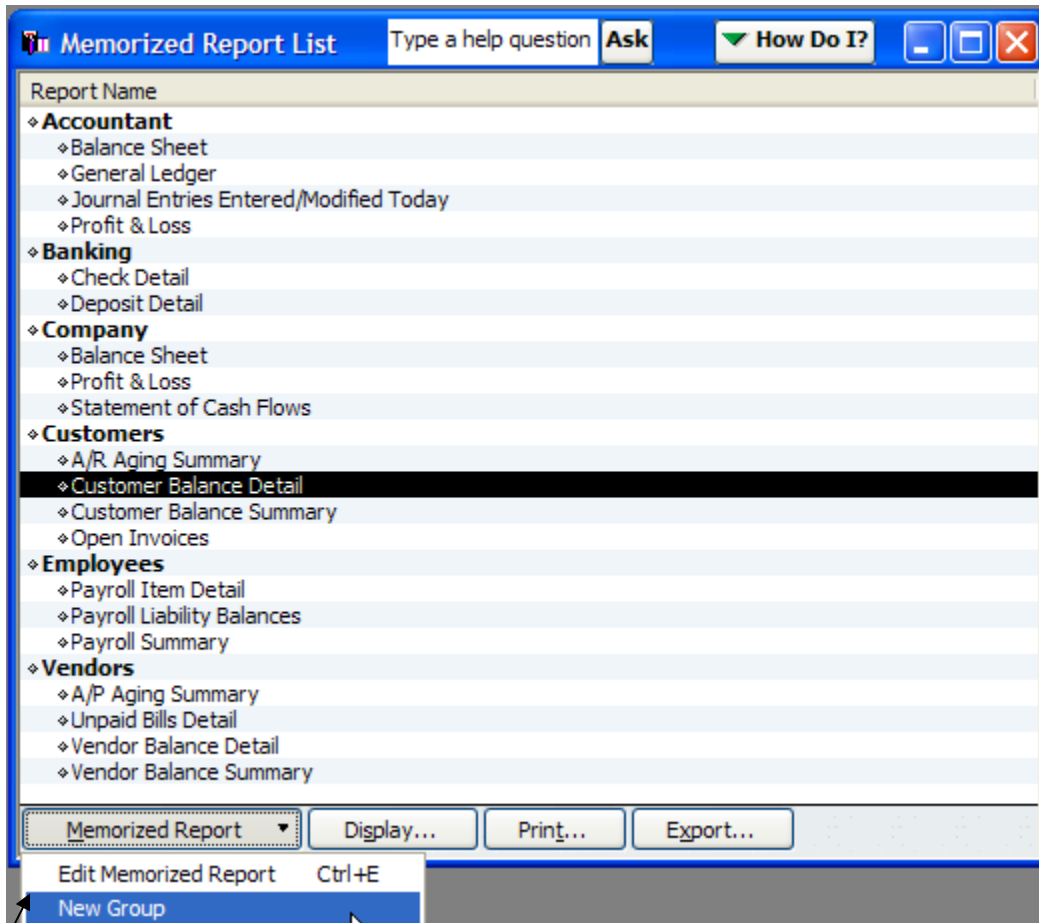 Memorized Report List Type a help question Ask How Do I?
Report Name
Accountant
Balance Sheet
General Ledger
Journal Entries Entered/Modified Today
Profit & Loss
Banking
Check Detail
Deposit Detail
Company
Balance Sheet
Profit & Loss
Statement of Cash Flows
Customers
A/R Aging Summary
Customer Balance Detail
Customer Balance Summary
Open Invoices
Employees
Payroll Item Detail
Payroll Liability Balances
Payroll Summary
Vendors
A/P Aging Summary
Unpaid Bills Detail
Vendor Balance Detail
Vendor Balance Summary
Memorized Report Display... Print... Export...
Edit Memorized Report Ctrl+E
New Group